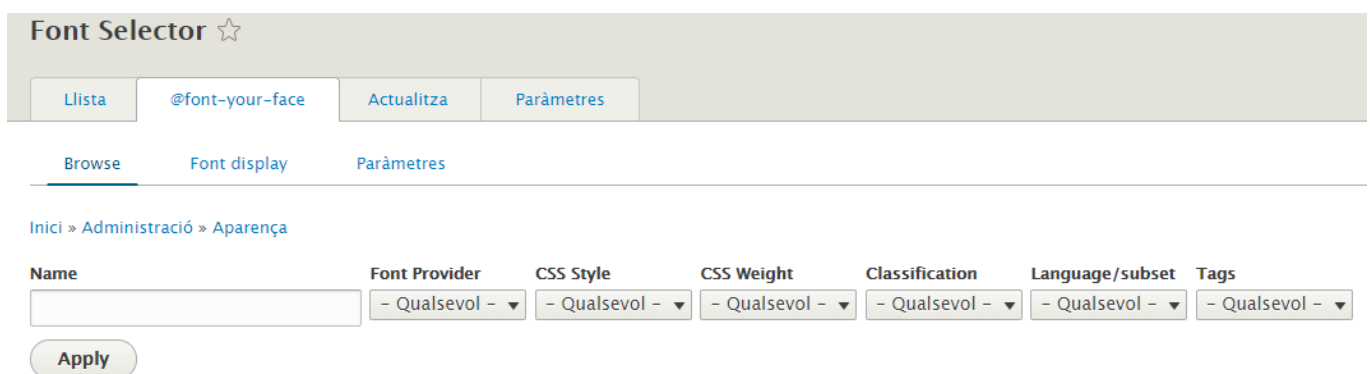 Font Selector
Llista @font-your-face Actualitza Paràmetres
Browse Font display Paràmetres
Inici » Administració » Aparença
Name Font Provider CSS Style CSS Weight Classification Language/subset Tags
- Qualsevol - - Qualsevol - - Qualsevol - - Qualsevol - - Qualsevol - - Qualsevol -
Apply